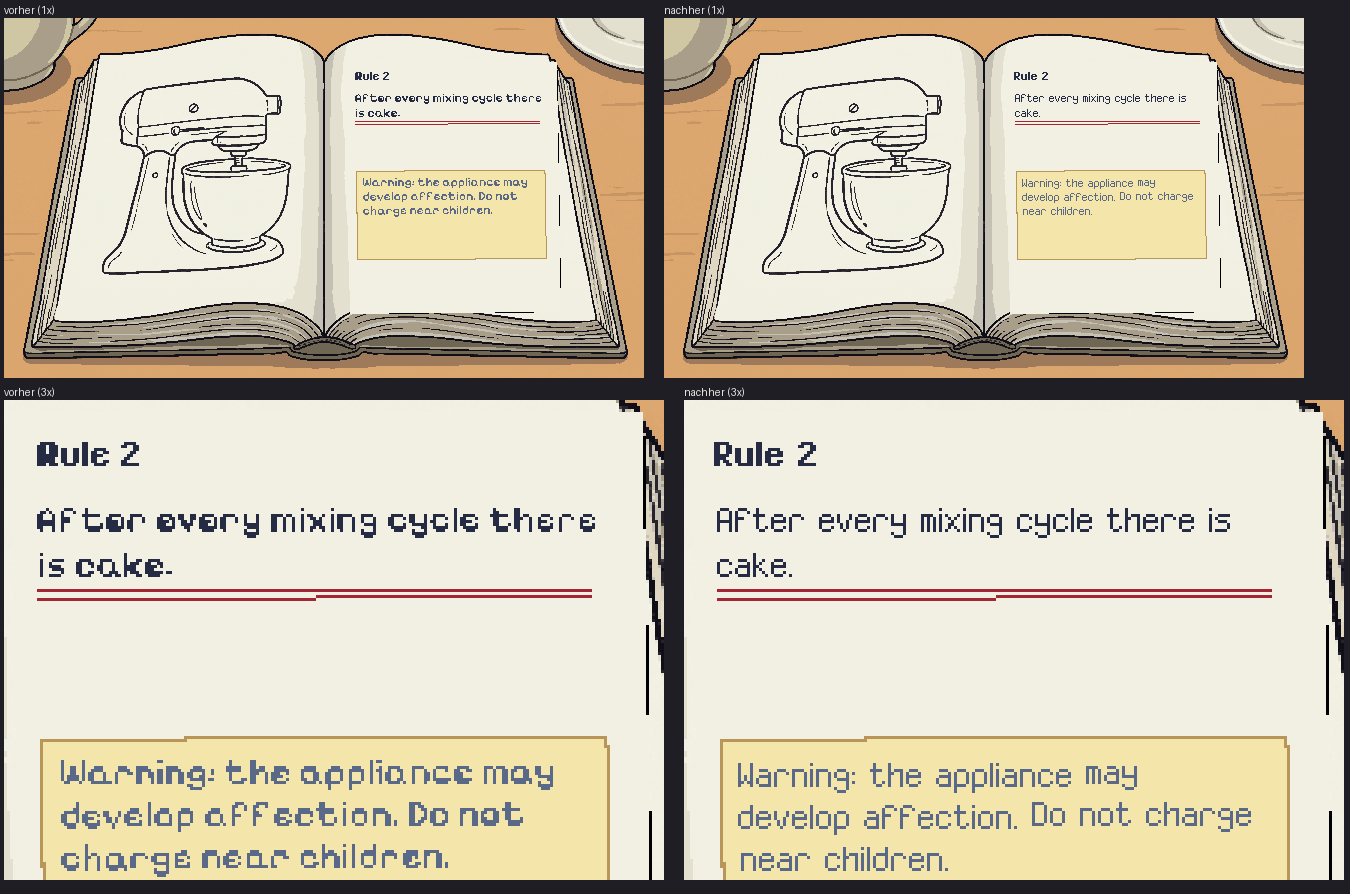 vorher (1x)
Rule 2
After every mixing cycle there
is cake.
Warning: the appliance may
develop affection. Do not
charge near children.
nachher (1x)
Rule 2
After every mixing cycle there is
cake.
Warning: the appliance may
develop affection. Do not charge
near children.
vorher (3x)
Rule 2
After every mixing cycle there
is cake.
Warning: the appliance may
develop affection. Do not
charge near children.
nachher (3x)
Rule 2
After every mixing cycle there is
cake.
Warning: the appliance may
develop affection. Do not charge
near children.